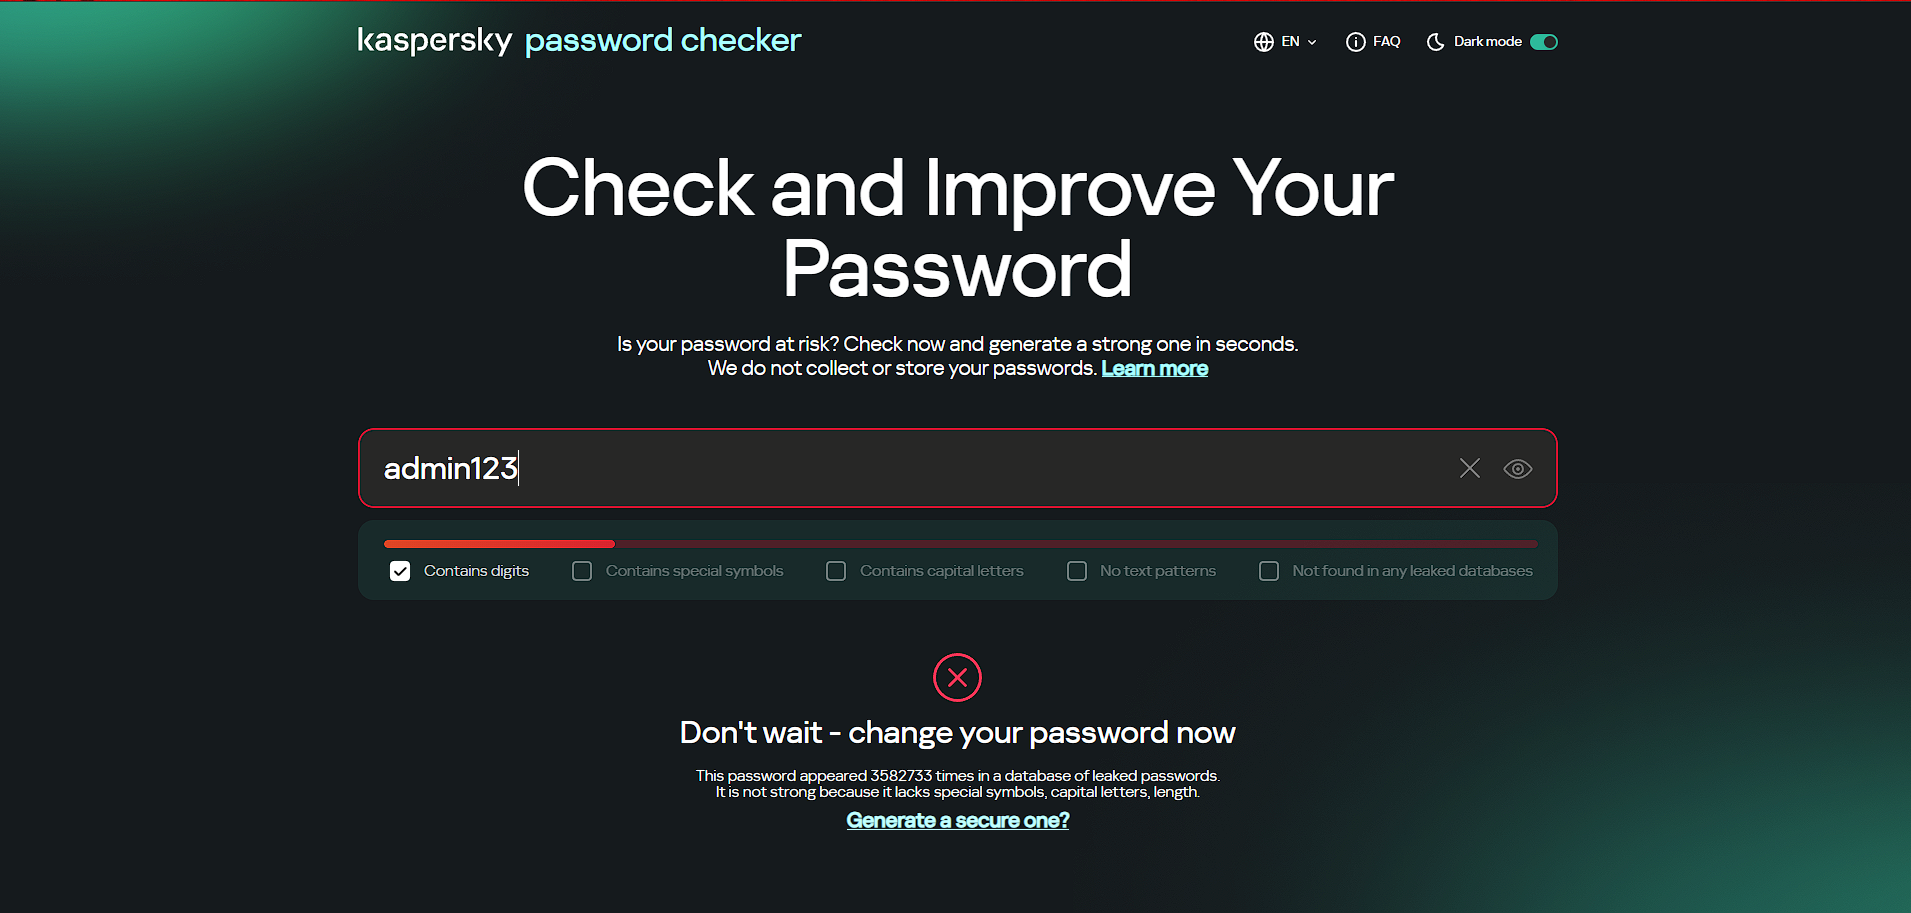 kaspersky password checker
EN
FAQ
Dark mode
Check and Improve Your
Password
Is your password at risk? Check now and generate a strong one in seconds.
We do not collect or store your passwords. Learn more
admin123
Contains digits
Contains special symbols
Contains capital letters
No text patterns
Not found in any leaked databases
Don't wait - change your password now
This password appeared 3582733 times in a database of leaked passwords.
It is not strong because it lacks special symbols, capital letters, length.
Generate a secure one?